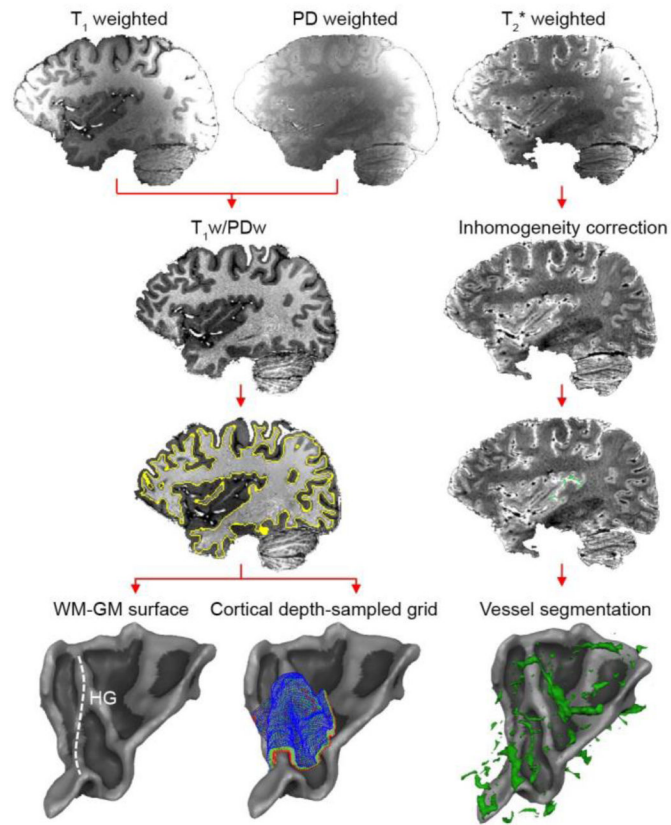 T₁ weighted
PD weighted
T₂* weighted
T₁w/PDw
Inhomogeneity correction
WM-GM surface
Cortical depth-sampled grid
Vessel segmentation
HG